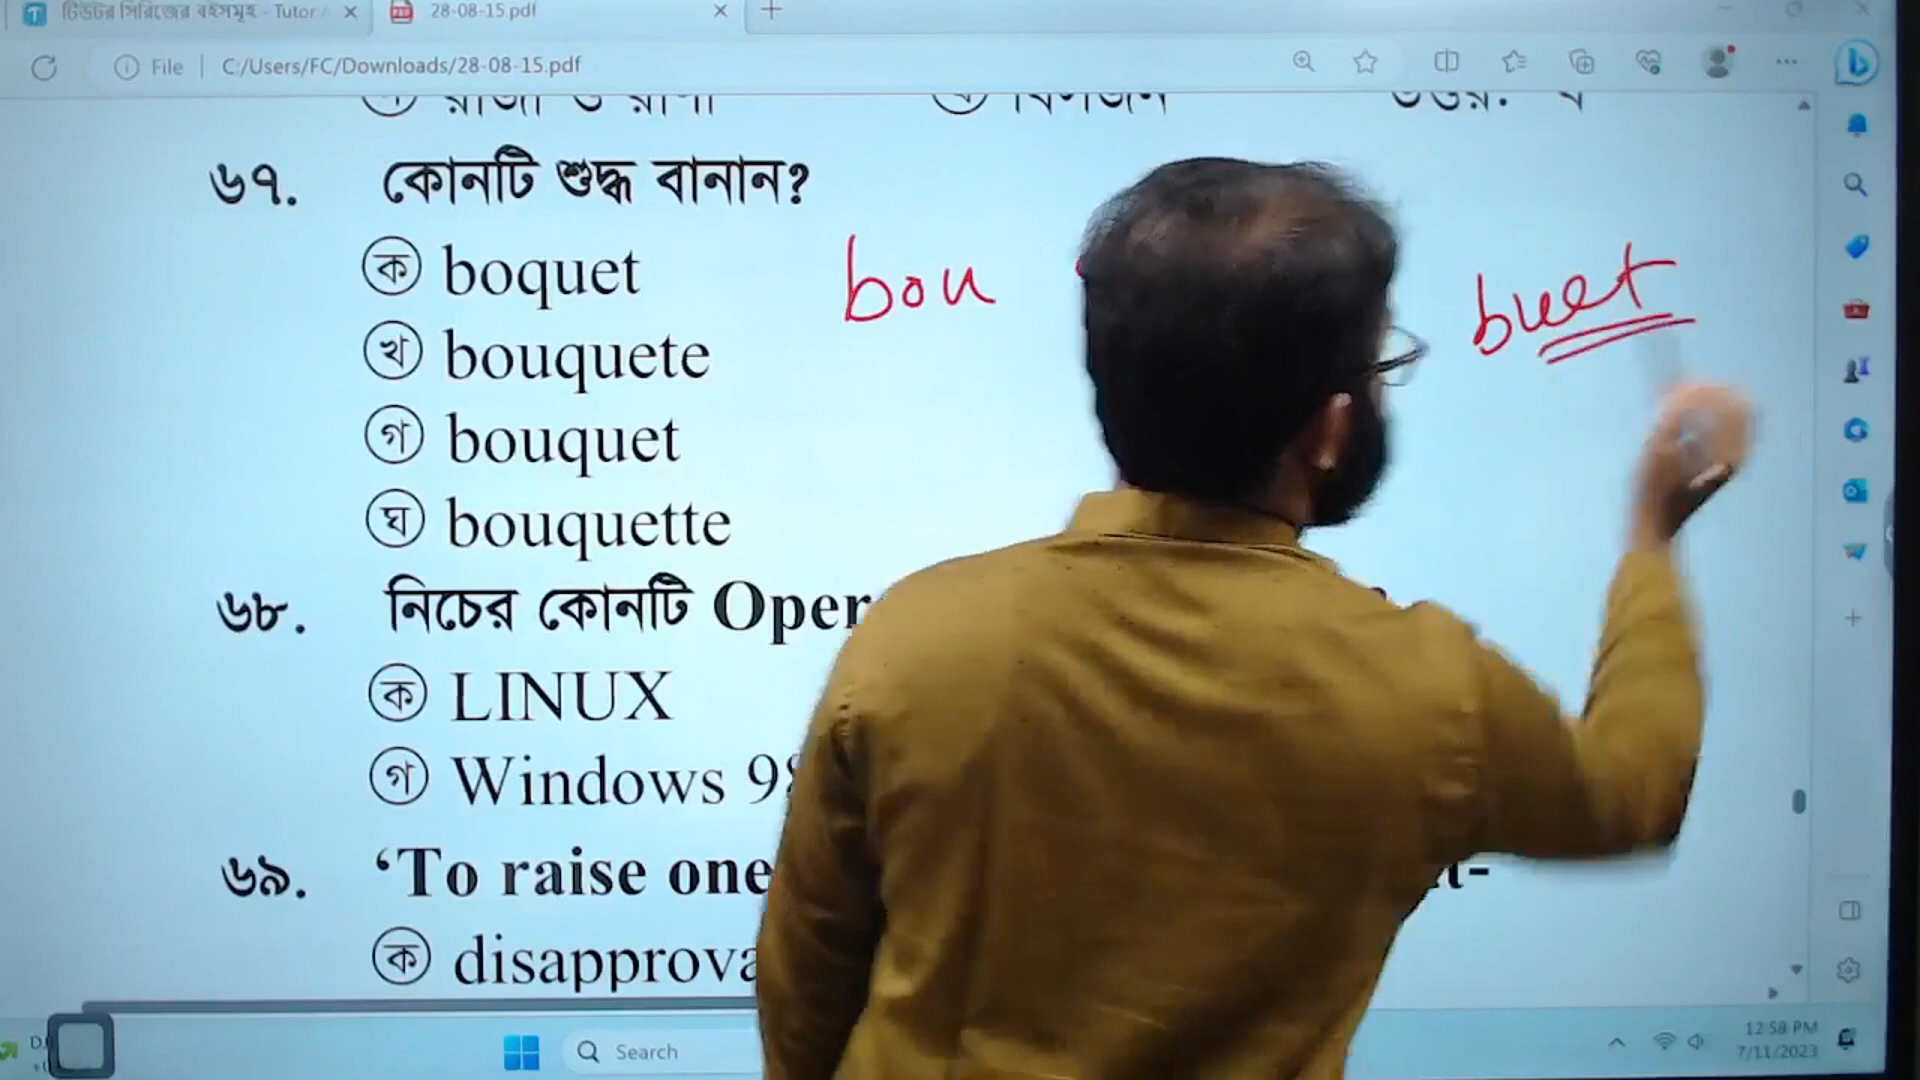 টিউটর সিরিজের বইসমূহ - Tutor
28-08-15.pdf
File
C:/Users/FC/Downloads/28-08-15.pdf
৬৭. কোনটি শুদ্ধ বানান?
ক boquet
bou
buet
খ bouquete
গ bouquet
ঘ bouquette
৬৮. নিচের কোনটি Oper
ক LINUX
গ Windows 98
৬৯. ‘To raise one
ক disapprova
Search
12:58 PM
7/11/2023